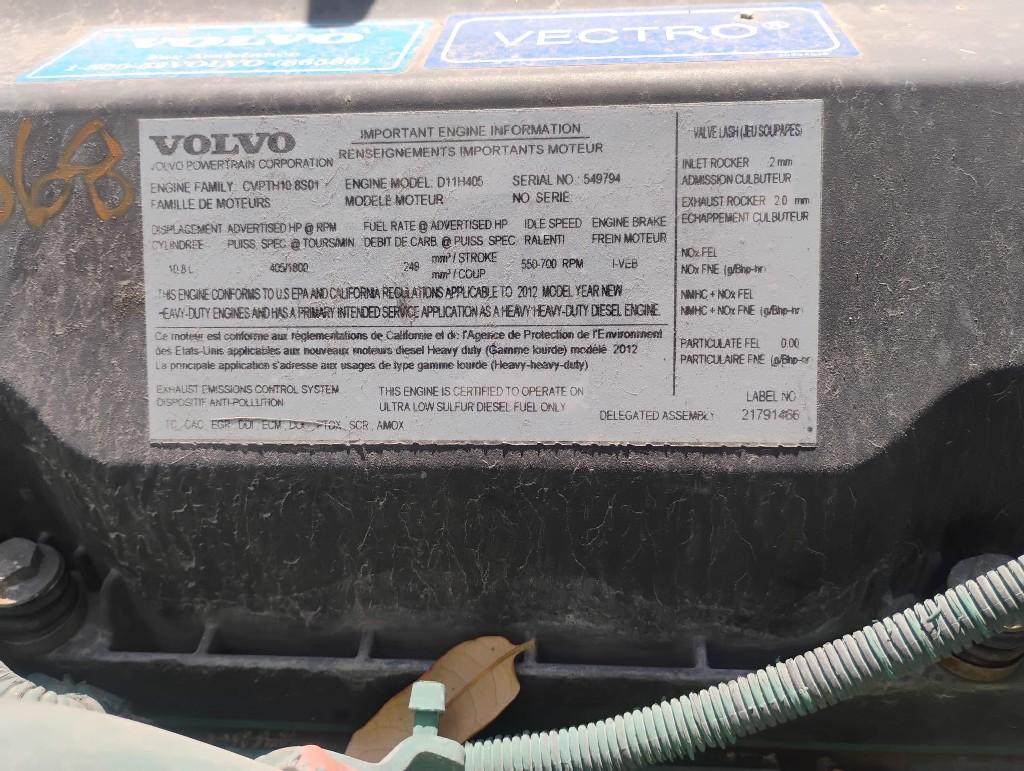 VOLVO
VECTRO®
068
VOLVO
VOLVO POWERTRAIN CORPORATION
IMPORTANT ENGINE INFORMATION
RENSEIGNEMENTS IMPORTANTS MOTEUR
ENGINE FAMILY: CVPTH10.8S01 ENGINE MODEL: D11H405 SERIAL NO: 549794
FAMILLE DE MOTEURS MODELE MOTEUR NO SERIE:
DISPLACEMENT ADVERTISED HP @ RPM FUEL RATE @ ADVERTISED HP IDLE SPEED ENGINE BRAKE
CYLINDREE PUISS. SPEC. @ TOURSMIN DEBIT DE CARB. @ PUISS. SPEC. RALENTI FREIN MOTEUR
10.8 L 405/1800 249 mm³ / STROKE 550-700 RPM I-VEB
mm³ / COUP
THIS ENGINE CONFORMS TO U.S EPA AND CALIFORNIA REGULATIONS APPLICABLE TO 2012 MODEL YEAR NEW
HEAVY-DUTY ENGINES AND HAS A PRIMARY INTENDED SERVICE APPLICATION AS A HEAVY HEAVY-DUTY DIESEL ENGINE.
Ce moteur est conforme aux réglementations de Californie et de l'Agence de Protection de l'Environment
des Etats-Unis applicables aux nouveaux moteurs diesel Heavy duty (Gamme lourde) modélé 2012
La principale application s'adresse aux usages de type gamme lourde (Heavy-heavy-duty)
EXHAUST EMISSIONS CONTROL SYSTEM
DISPOSITIF ANTI-POLLUTION
THIS ENGINE IS CERTIFIED TO OPERATE ON
ULTRA LOW SULFUR DIESEL FUEL ONLY
TC, CAC, EGR, DDI, ECM, PTOX, SCR, AMOX
DELEGATED ASSEMBLY
VALVE LASH (JEU SOUPAPES)
INLET ROCKER .2 mm
ADMISSION CULBUTEUR
EXHAUST ROCKER 2.0 mm
ECHAPPEMENT CULBUTEUR
NOx FEL
NOx FNE (g/Bhp-hr)
NMHC + NOx FEL
NMHC + NOx FNE (g/Bhp-hr)
PARTICULATE FEL 0.00
PARTICULAIRE FNE (g/Bhp-hr)
LABEL NO
21791466